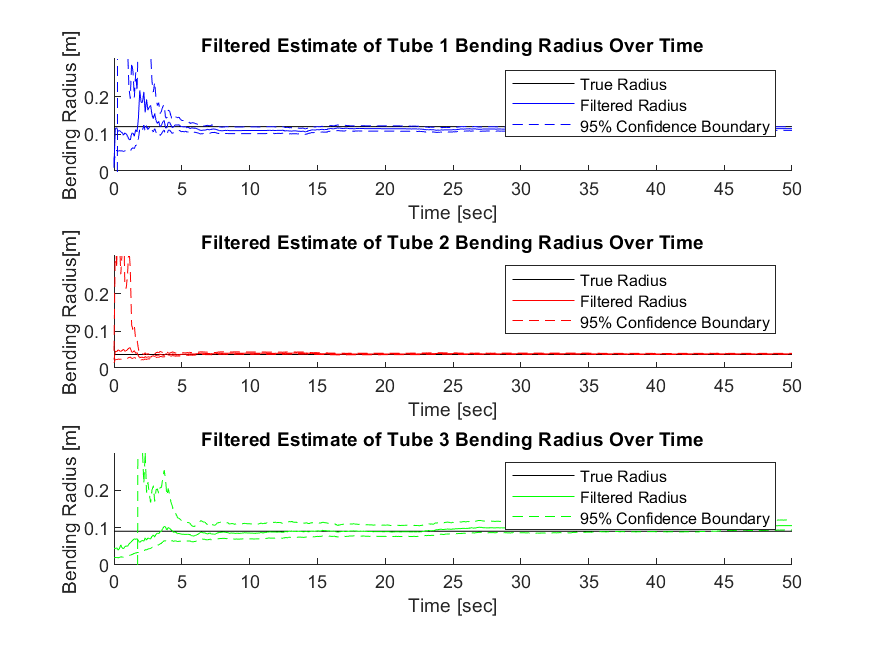 Filtered Estimate of Tube 1 Bending Radius Over Time
Bending Radius [m]
0.2
0.1
0
True Radius
Filtered Radius
95% Confidence Boundary
0 5 10 15 20 25 30 35 40 45 50
Time [sec]
Filtered Estimate of Tube 2 Bending Radius Over Time
Bending Radius[m]
0.2
0.1
0
True Radius
Filtered Radius
95% Confidence Boundary
0 5 10 15 20 25 30 35 40 45 50
Time [sec]
Filtered Estimate of Tube 3 Bending Radius Over Time
Bending Radius [m]
0.2
0.1
0
True Radius
Filtered Radius
95% Confidence Boundary
0 5 10 15 20 25 30 35 40 45 50
Time [sec]